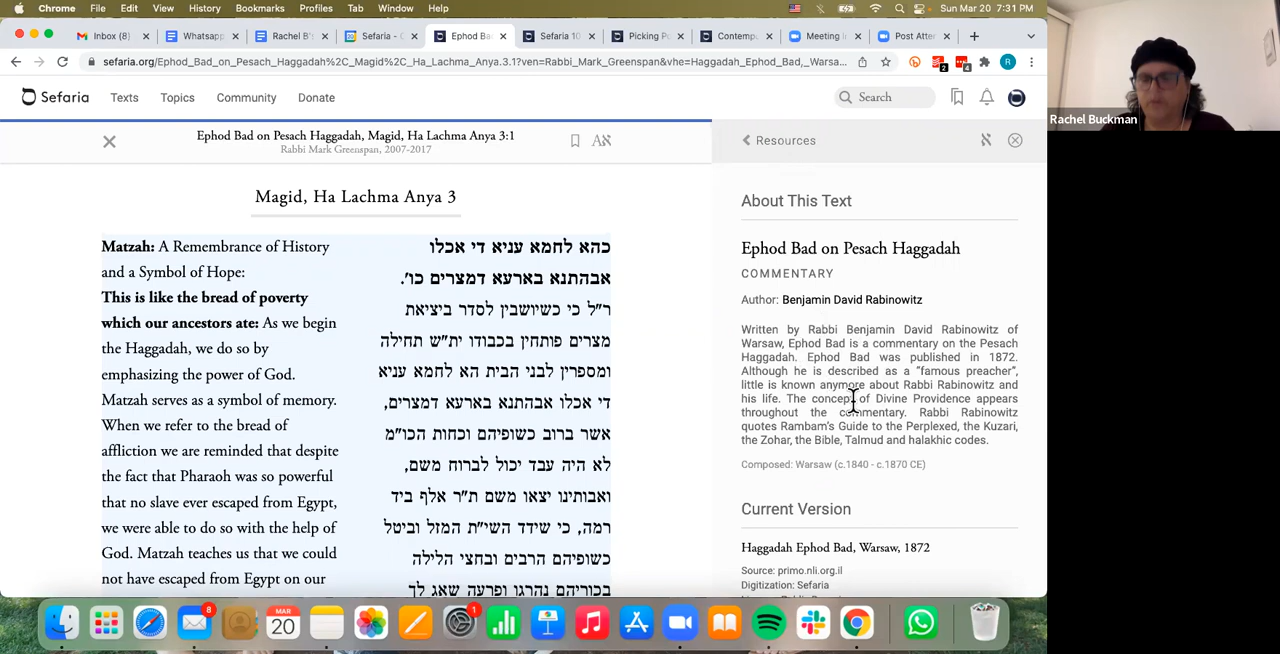 Chrome File Edit View History Bookmarks Profiles Tab Window Help Sun Mar 20 7:31 PM
Inbox (8) Whatsapp Rachel B's Sefaria - Ephod Ba Sefaria 10 Picking P Contemp Meeting I Post Atter
sefaria.org/Ephod_Bad_on_Pesach_Haggadah%2C_Magid%2C_Ha_Lachma_Anya.3.1?ven=Rabbi_Mark_Greenspan&vhe=Haggadah_Ephod_Bad,_Warsa...
2
4
R
Sefaria Texts Topics Community Donate Search
Ephod Bad on Pesach Haggadah, Magid, Ha Lachma Anya 3:1
Rabbi Mark Greenspan, 2007-2017
Magid, Ha Lachma Anya 3
Matzah: A Remembrance of History
and a Symbol of Hope:
This is like the bread of poverty
which our ancestors ate: As we begin
the Haggadah, we do so by
emphasizing the power of God.
Matzah serves as a symbol of memory.
When we refer to the bread of
affliction we are reminded that despite
the fact that Pharaoh was so powerful
that no slave ever escaped from Egypt,
we were able to do so with the help of
God. Matzah teaches us that we could
not have escaped from Egypt on our
כהא לחמא עניא די אכלו
אבהתנא בארעא דמצרים כו'.
ר"ל כי כשיושבין לסדר ביציאת
מצרים פותחין בכבודו ית"ש תחילה
ומספרין לבני הבית הא לחמא עניא
די אכלו אבהתנא בארעא דמצרים,
אשר ברוב כשופיהם וכחות הכו"מ
לא היה עבד יכול לברוח משם,
ואבותינו יצאו משם ת"ר אלף ביד
רמה, כי שידד השי"ת המזל וביטל
כשופיהם הרבים ובחצי הלילה
בכוריהם נהרגו ופרעה שאג לך
Resources
About This Text
Ephod Bad on Pesach Haggadah
COMMENTARY
Author: Benjamin David Rabinowitz
Written by Rabbi Benjamin David Rabinowitz of
Warsaw, Ephod Bad is a commentary on the Pesach
Haggadah. Ephod Bad was published in 1872.
Although he is described as a “famous preacher”,
little is known anymore about Rabbi Rabinowitz and
his life. The concept of Divine Providence appears
throughout the commentary. Rabbi Rabinowitz
quotes Rambam's Guide to the Perplexed, the Kuzari,
the Zohar, the Bible, Talmud and halakhic codes.
Composed: Warsaw (c.1840 - c.1870 CE)
Current Version
Haggadah Ephod Bad, Warsaw, 1872
Source: primo.nli.org.il
Digitization: Sefaria
Rachel Buckman
8
MAR
20
1